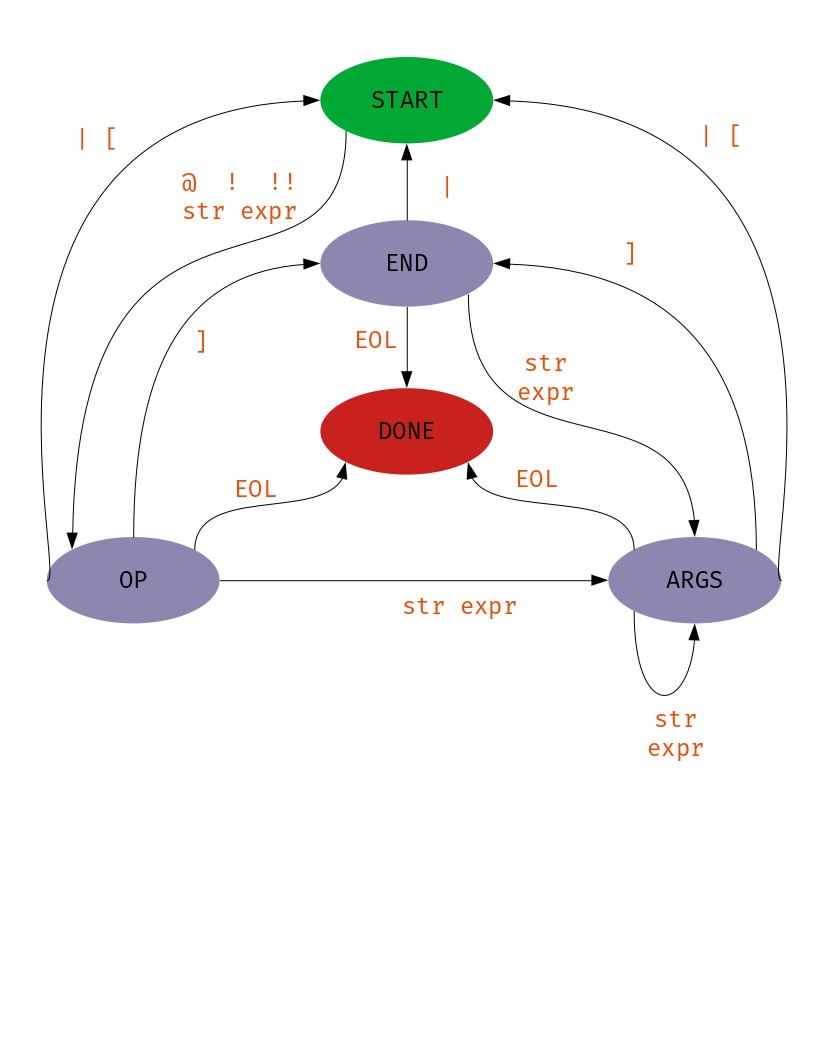 START
| [
| [
@ ! !!
str expr
|
END
]
]
EOL
str
expr
DONE
EOL
EOL
OP
ARGS
str expr
str
expr